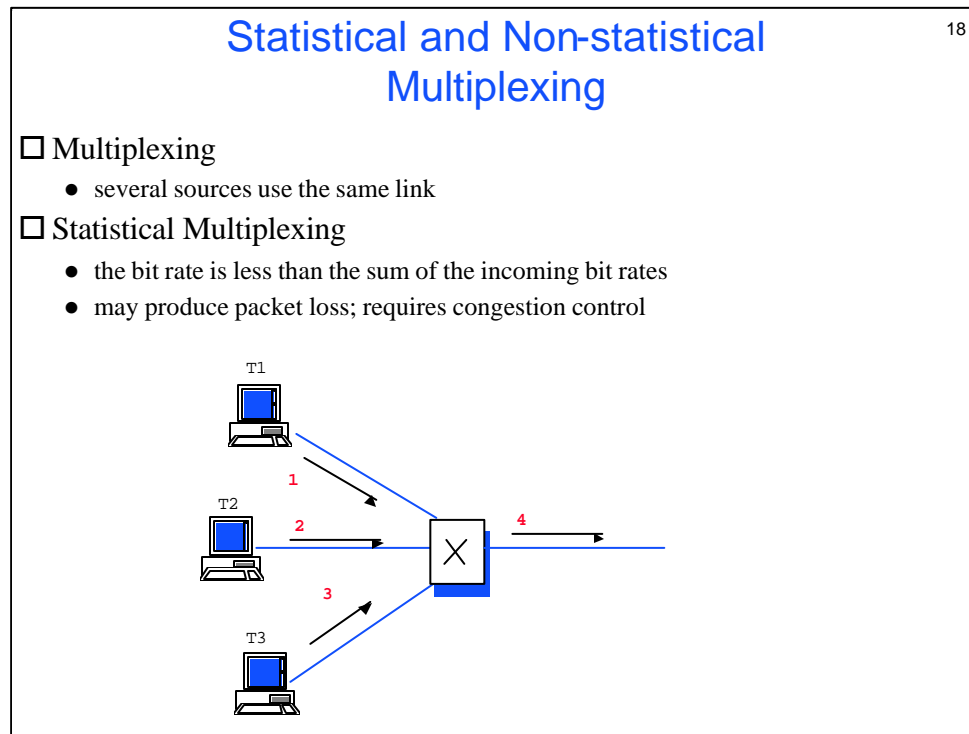 18
Statistical and Non-statistical
Multiplexing
Multiplexing
• several sources use the same link
Statistical Multiplexing
• the bit rate is less than the sum of the incoming bit rates
• may produce packet loss; requires congestion control
T1
1
T2
2
4
3
T3